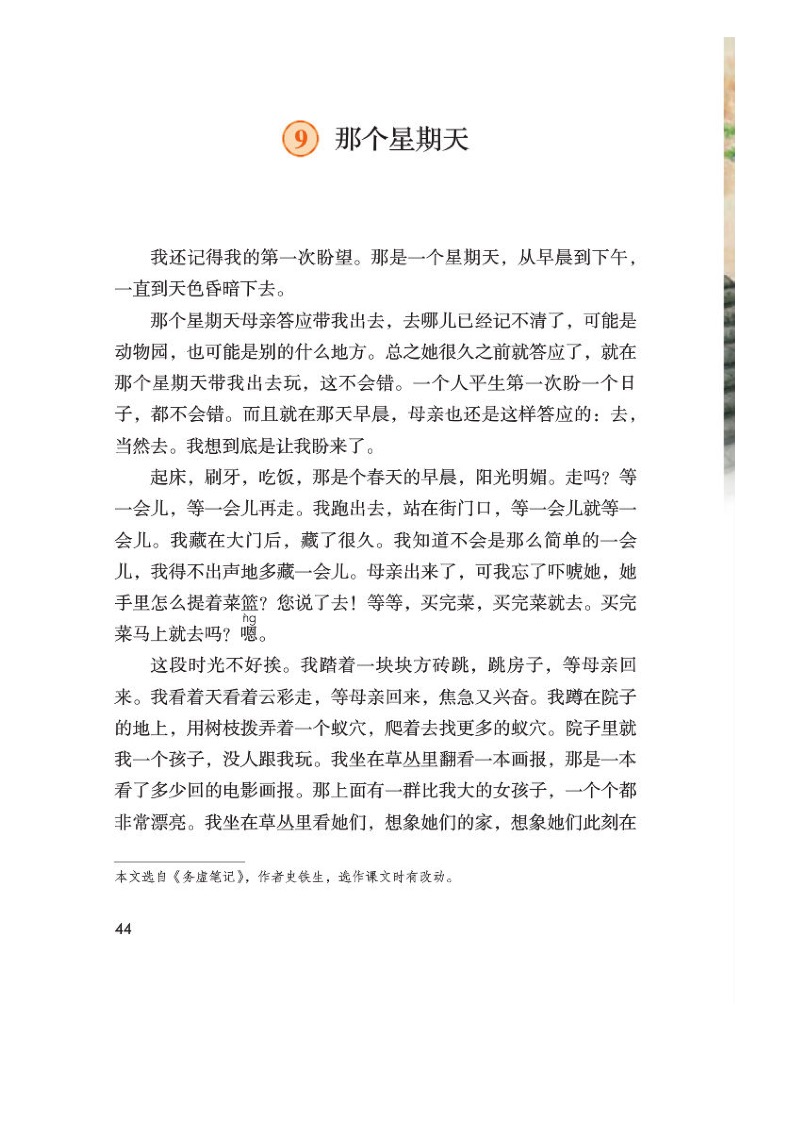 9 那个星期天
我还记得我的第一次盼望。那是一个星期天，从早晨到下午，
一直到天色昏暗下去。
那个星期天母亲答应带我出去，去哪儿已经记不清了，可能是
动物园，也可能是别的什么地方。总之她很久之前就答应了，就在
那个星期天带我出去玩，这不会错。一个人平生第一次盼一个日
子，都不会错。而且就在那天早晨，母亲也还是这样答应的：去，
当然去。我想到底是让我盼来了。
起床，刷牙，吃饭，那是个春天的早晨，阳光明媚。走吗？等
一会儿，等一会儿再走。我跑出去，站在街门口，等一会儿就等一
会儿。我藏在大门后，藏了很久。我知道不会是那么简单的一会
儿，我得不出声地多藏一会儿。母亲出来了，可我忘了吓唬她，她
手里怎么提着菜篮？您说了去！等等，买完菜，买完菜就去。买完
ńg
菜马上就去吗？嗯。
这段时光不好挨。我踏着一块块方砖跳，跳房子，等母亲回
来。我看着天看着云彩走，等母亲回来，焦急又兴奋。我蹲在院子
的地上，用树枝拨弄着一个蚁穴，爬着去找更多的蚁穴。院子里就
我一个孩子，没人跟我玩。我坐在草丛里翻看一本画报，那是一本
看了多少回的电影画报。那上面有一群比我大的女孩子，一个个都
非常漂亮。我坐在草丛里看她们，想象她们的家，想象她们此刻在
本文选自《务虚笔记》，作者史铁生，选作课文时有改动。
44